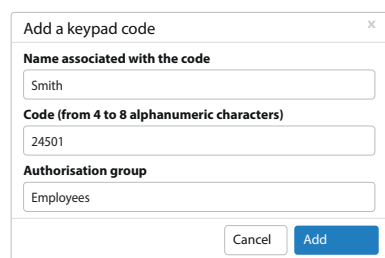 Add a keypad code x
Name associated with the code
Smith
Code (from 4 to 8 alphanumeric characters)
24501
Authorisation group
Employees
Cancel Add